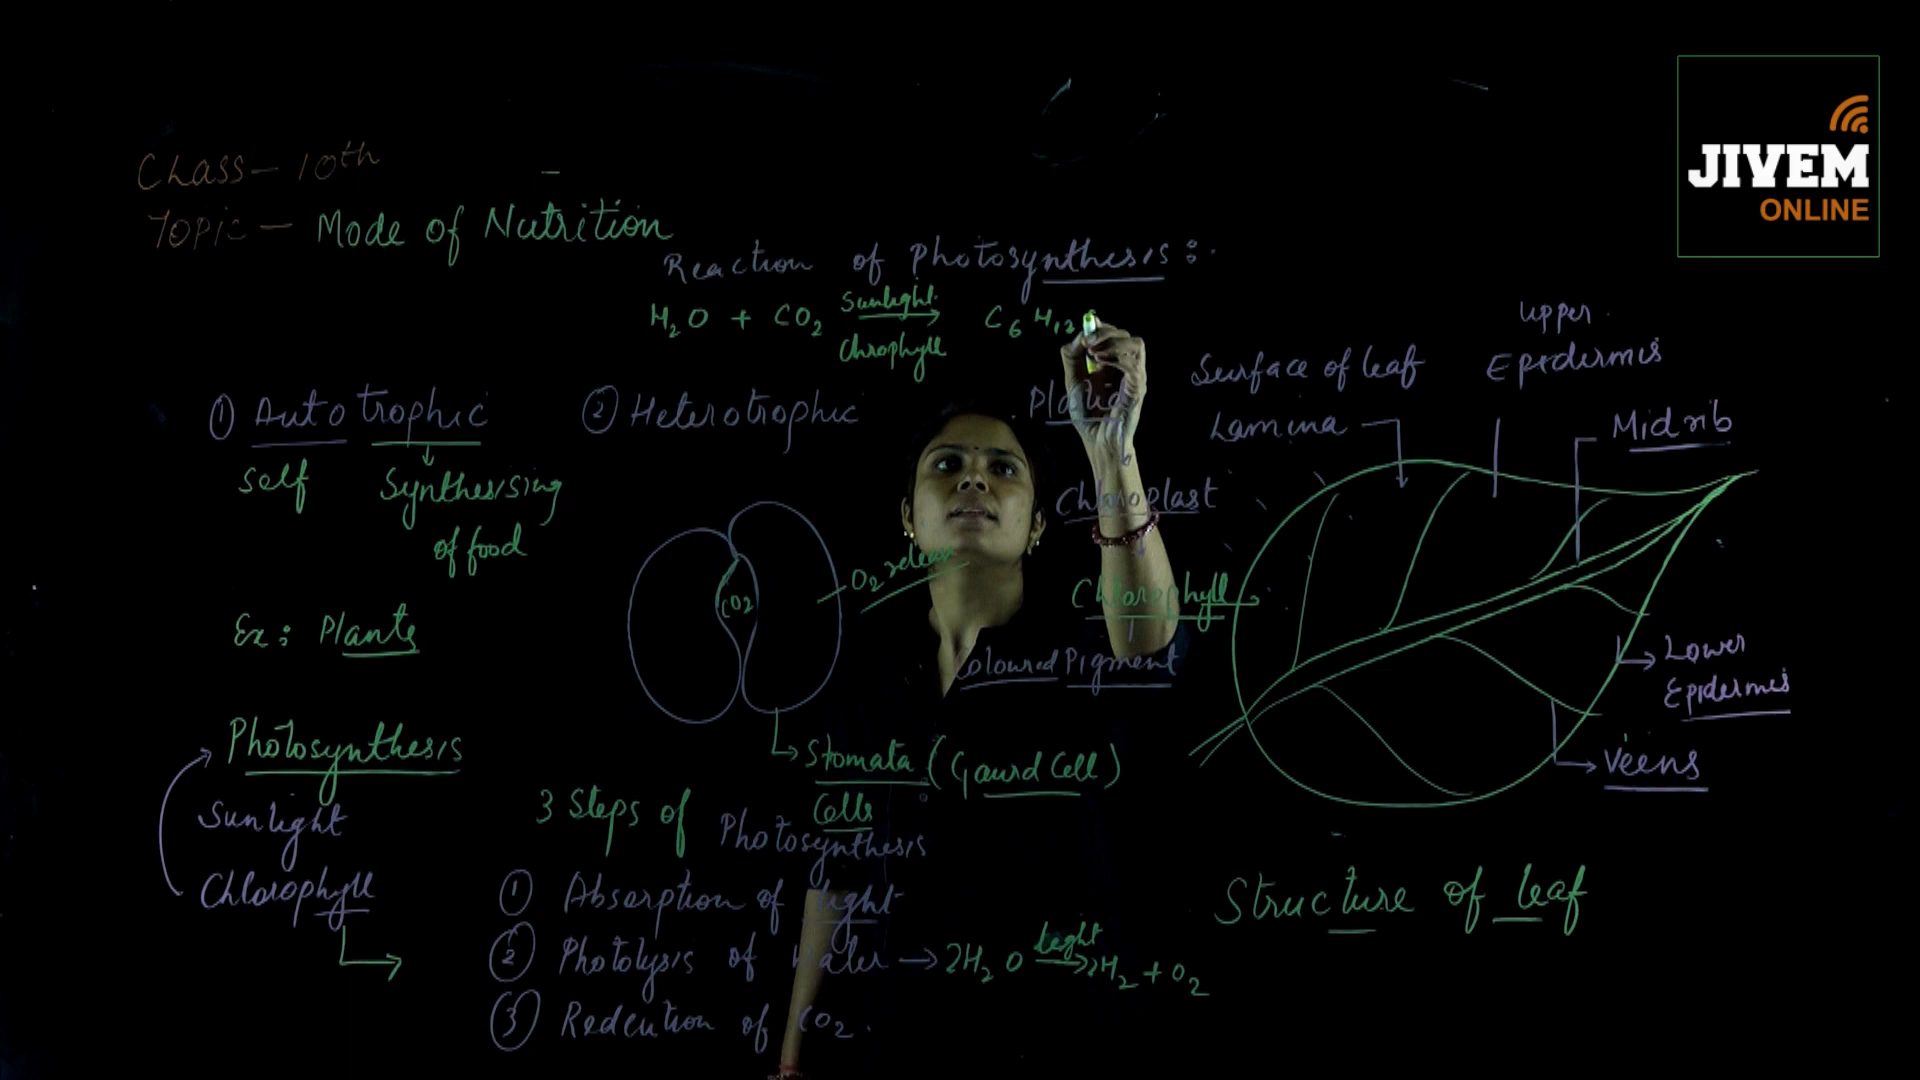 JIVEM
ONLINE
Class - 10th
Topic - Mode of Nutrition
Reaction of Photosynthesis :
H2O + CO2 Sunlight Chrophyll → C6 H12
① Autotrophic
Self
Synthesising
of food
② Heterotrophic
Ex : Plants
Photosynthesis
Sunlight
Chlorophyll
CO2
O2 release
Stomata (Gaurd Cell)
Cells
Plastid
Chloroplast
Chlorophyll
Coloured Pigment
3 Steps of Photosynthesis
① Absorption of light
② Photolysis of Water → 2H2O light → 2H2 + O2
③ Reduction of CO2.
Surface of leaf
Lamina
Upper
Epidermis
Midrib
Lower
Epidermis
Veens
Structure of leaf